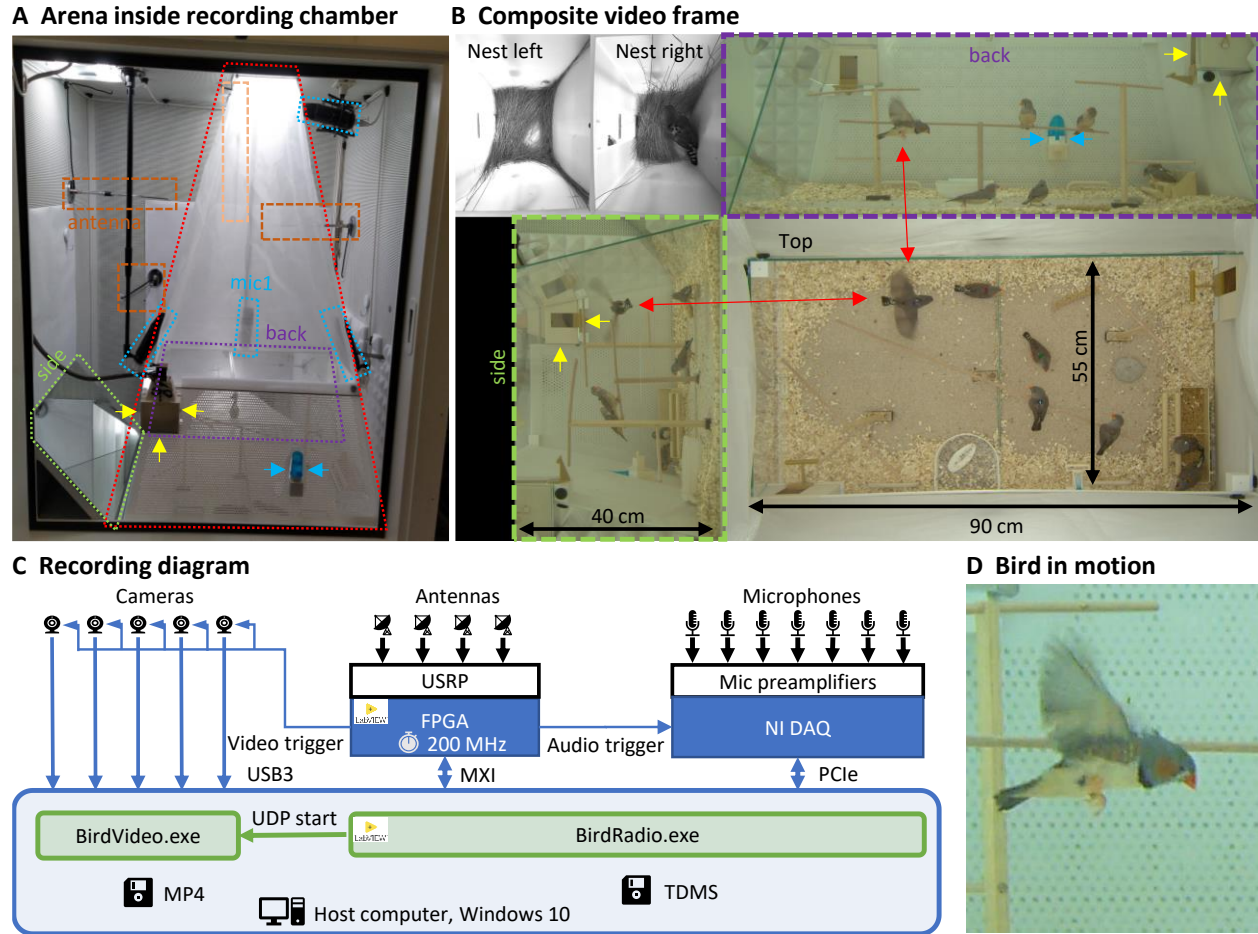 A Arena inside recording chamber
antenna
mic1
back
side
B Composite video frame
Nest left
Nest right
back
Top
side
40 cm
55 cm
90 cm
C Recording diagram
Cameras
Antennas
Microphones
USRP
Mic preamplifiers
LabVIEW
FPGA
200 MHz
NI DAQ
Video trigger
Audio trigger
USB3
MXI
PCIe
UDP start
BirdVideo.exe
LabVIEW
BirdRadio.exe
MP4
TDMS
Host computer, Windows 10
D Bird in motion